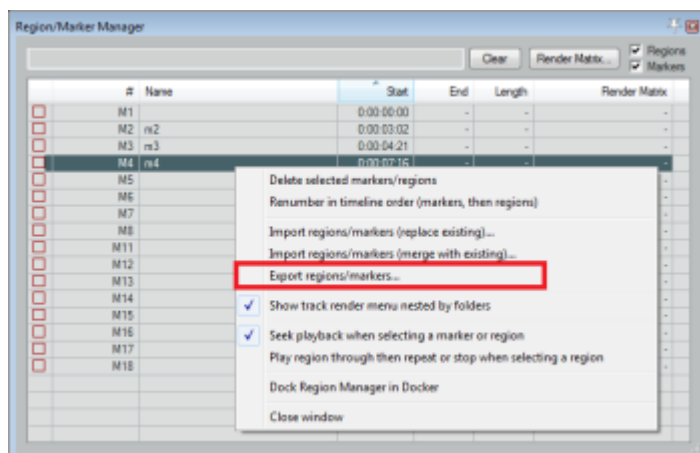 Region/Marker Manager
Clear Render Matrix... Regions
Markers
# Name Start End Length Render Matrix
M1 0:00:00:00 - - -
M2 m2 0:00:03:02 - - -
M3 m3 0:00:04:21 - - -
M4 m4 0:00:07:16 - - -
M5
M6
M7
M8
M11
M12
M13
M14
M15
M16
M17
M18
Delete selected markers/regions
Renumber in timeline order (markers, then regions)
Import regions/markers (replace existing)...
Import regions/markers (merge with existing)...
Export regions/markers...
Show track render menu nested by folders
Seek playback when selecting a marker or region
Play region through then repeat or stop when selecting a region
Dock Region Manager in Docker
Close window